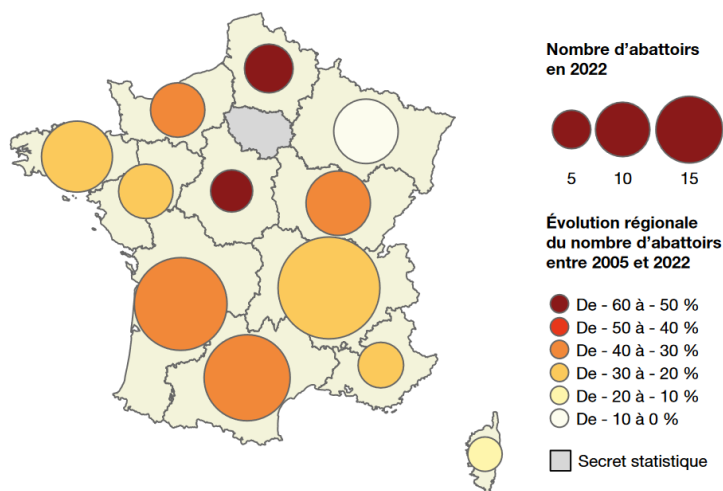 Nombre d'abattoirs
en 2022
5 10 15
Évolution régionale
du nombre d'abattoirs
entre 2005 et 2022
De - 60 à - 50 %
De - 50 à - 40 %
De - 40 à - 30 %
De - 30 à - 20 %
De - 20 à - 10 %
De - 10 à 0 %
Secret statistique